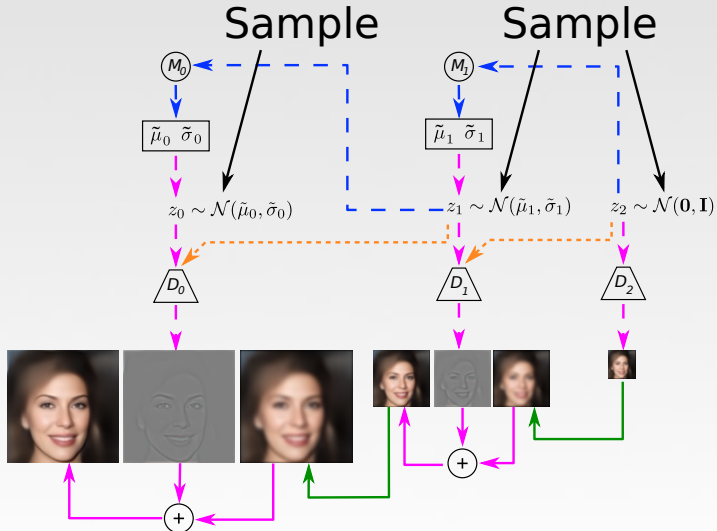 Sample Sample
M₀ M₁
μ̃₀ σ̃₀ μ̃₁ σ̃₁
z₀ ∼ 𝒩(μ̃₀, σ̃₀) z₁ ∼ 𝒩(μ̃₁, σ̃₁) z₂ ∼ 𝒩(𝟎, 𝐈)
D₀ D₁ D₂
+
+